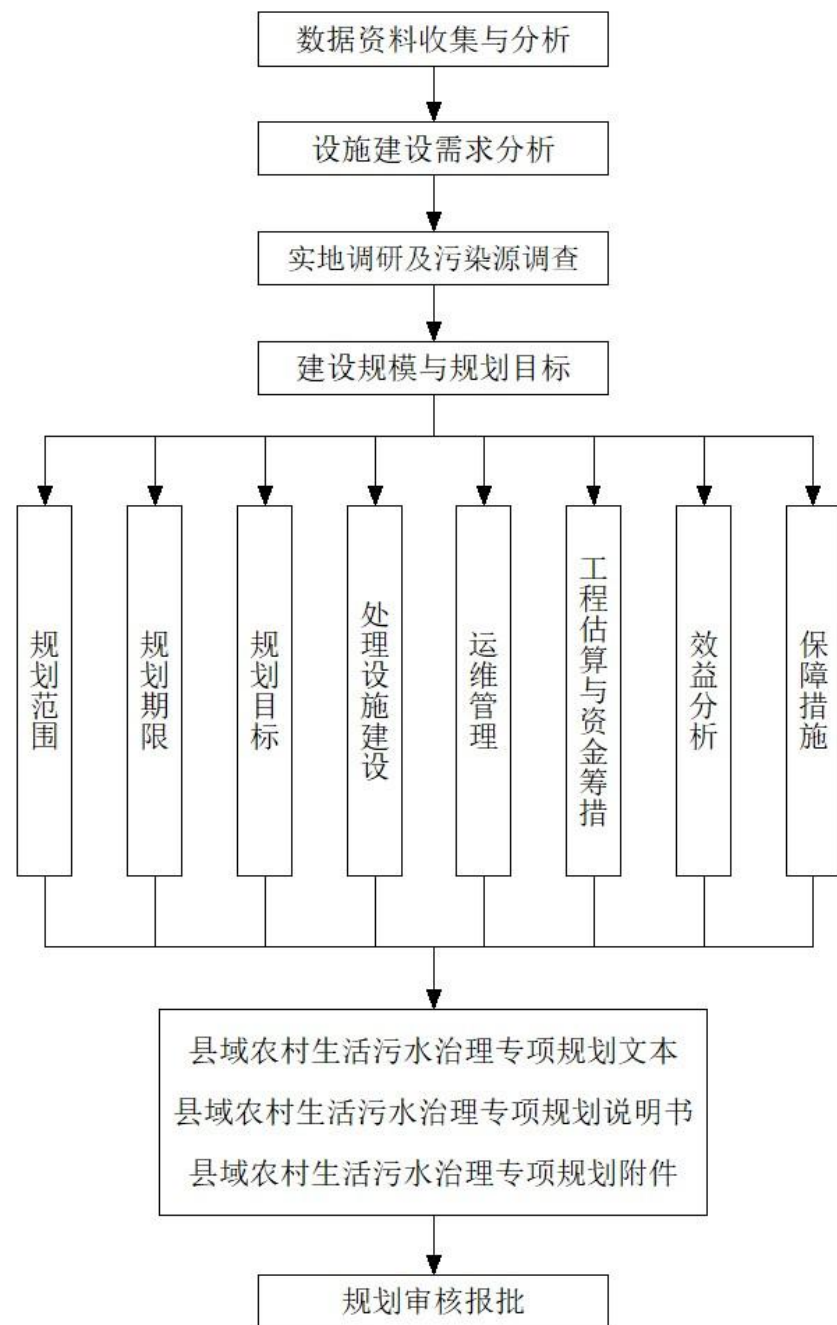 数据资料收集与分析
设施建设需求分析
实地调研及污染源调查
建设规模与规划目标
规划范围
规划期限
规划目标
处理设施建设
运维管理
工程估算与资金筹措
效益分析
保障措施
县域农村生活污水治理专项规划文本
县域农村生活污水治理专项规划说明书
县域农村生活污水治理专项规划附件
规划审核报批